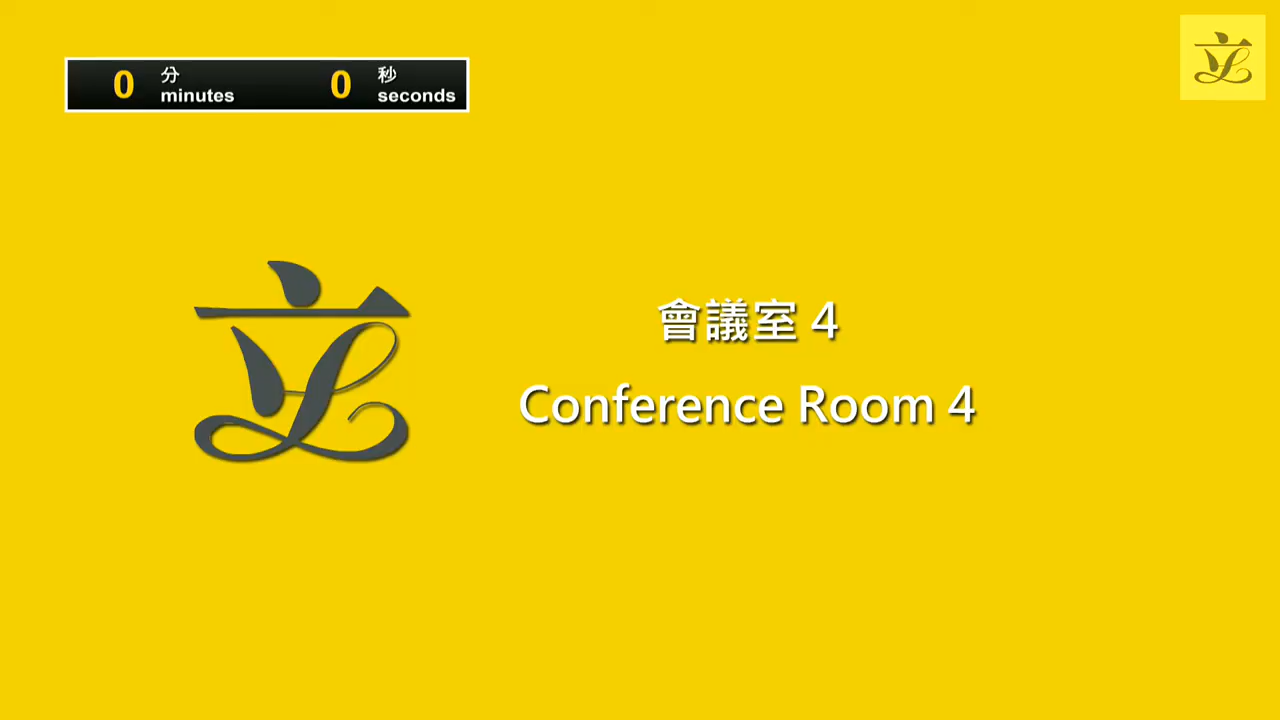 0 分 0 秒
minutes seconds
會議室 4
Conference Room 4